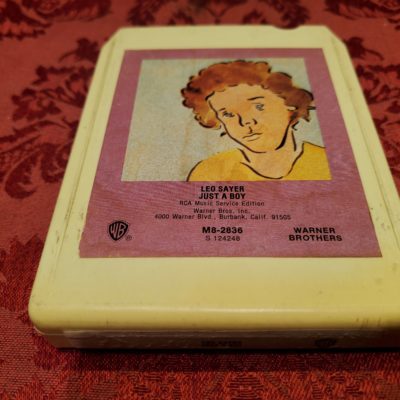 LEO SAYER
JUST A BOY
RCA Music Service Edition
Warner Bros. Inc.
4000 Warner Blvd., Burbank, Calif. 91505
M8-2836
S 124248
WARNER
BROTHERS
WB
®